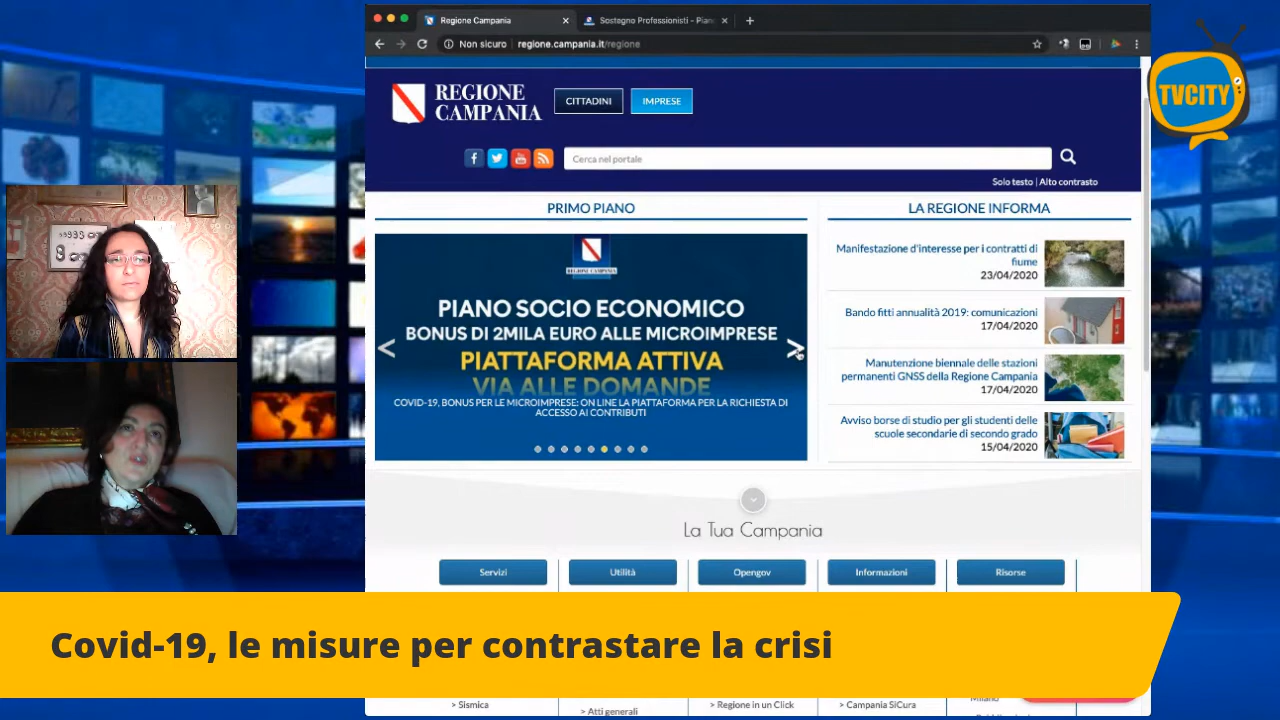 Regione Campania
Sostegno Professionisti - Pian
Non sicuro
regione.campania.it/regione
TVCITY
REGIONE
CAMPANIA
CITTADINI
IMPRESE
Cerca nel portale
Solo testo | Alto contrasto
PRIMO PIANO
REGIONE CAMPANIA
PIANO SOCIO ECONOMICO
BONUS DI 2MILA EURO ALLE MICROIMPRESE
PIATTAFORMA ATTIVA
VIA ALLE DOMANDE
COVID-19, BONUS PER LE MICROIMPRESE: ON LINE LA PIATTAFORMA PER LA RICHIESTA DI
ACCESSO AI CONTRIBUTI
LA REGIONE INFORMA
Manifestazione d'interesse per i contratti di
fiume
23/04/2020
Bando fitti annualità 2019: comunicazioni
17/04/2020
Manutenzione biennale delle stazioni
permanenti GNSS della Regione Campania
17/04/2020
Avviso borse di studio per gli studenti delle
scuole secondarie di secondo grado
15/04/2020
La Tua Campania
Servizi
Utilità
Opengov
Informazioni
Risorse
Covid-19, le misure per contrastare la crisi
> Sismica
> Atti generali
> Regione in un Click
> Campania SiCura